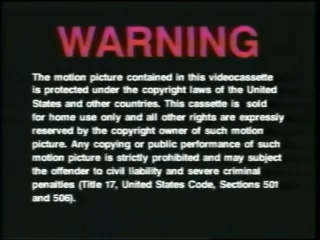 WARNING
The motion picture contained in this videocassette
is protected under the copyright laws of the United
States and other countries. This cassette is sold
for home use only and all other rights are expressly
reserved by the copyright owner of such motion
picture. Any copying or public performance of such
motion picture is strictly prohibited and may subject
the offender to civil liability and severe criminal
penalties (Title 17, United States Code, Sections 501
and 506).